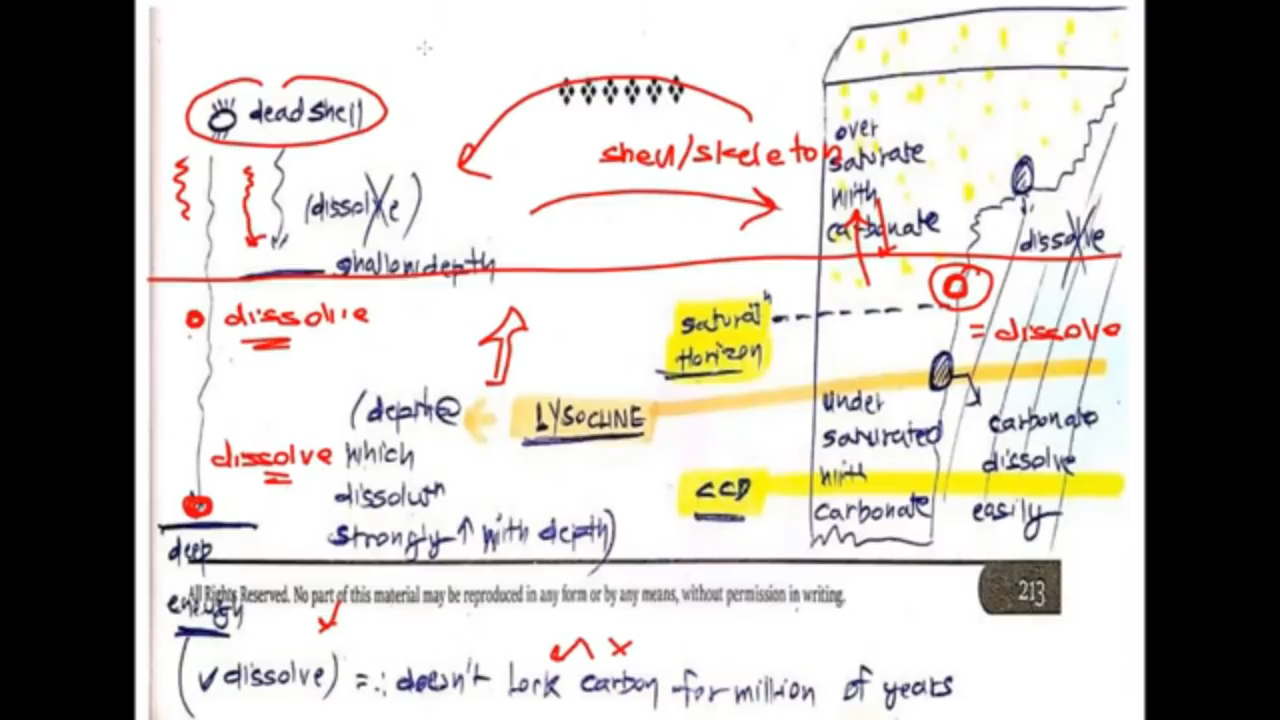 dead shell
shell/skeleton
over
saturate
with
carbonate
(dissolve)
dissolve
shallow depth
dissolve
saturatn
Horizon
= dissolve
(depth@
LYSOCLINE
under
saturated
with
carbonate
carbonate
dissolve
easily
dissolve
which
dissolutn
strongly ↑ with depth)
CCD
deep
enough
All Rights Reserved. No part of this material may be reproduced in any form or by any means, without permission in writing.
213
(✓dissolve) = ∴ doesn't lock carbon for million of years